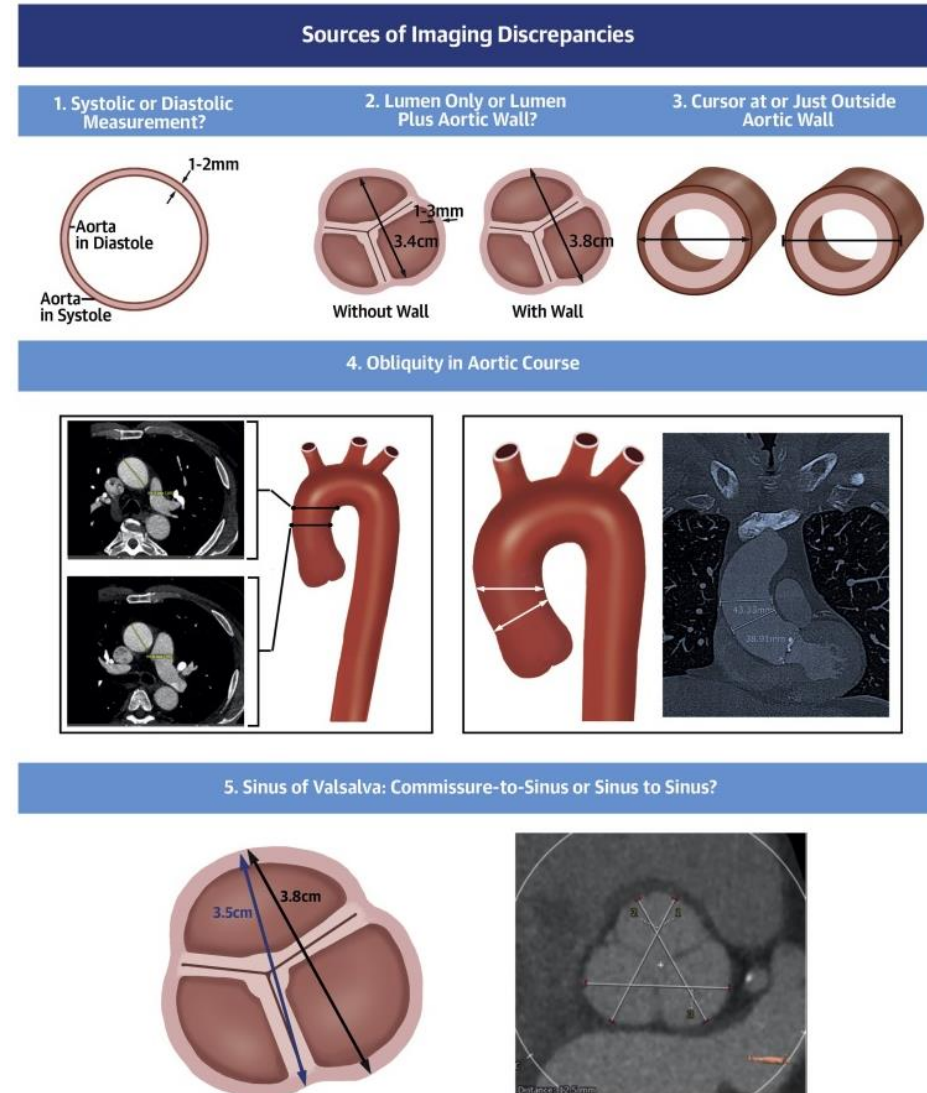 Sources of Imaging Discrepancies
1. Systolic or Diastolic
Measurement?
2. Lumen Only or Lumen
Plus Aortic Wall?
3. Cursor at or Just Outside
Aortic Wall
1-2mm
Aorta
in Diastole
Aorta
in Systole
1-3mm
3.4cm
Without Wall
3.8cm
With Wall
4. Obliquity in Aortic Course
43.33mm
38.91mm
5. Sinus of Valsalva: Commissure-to-Sinus or Sinus to Sinus?
3.5cm
3.8cm
2
1
3